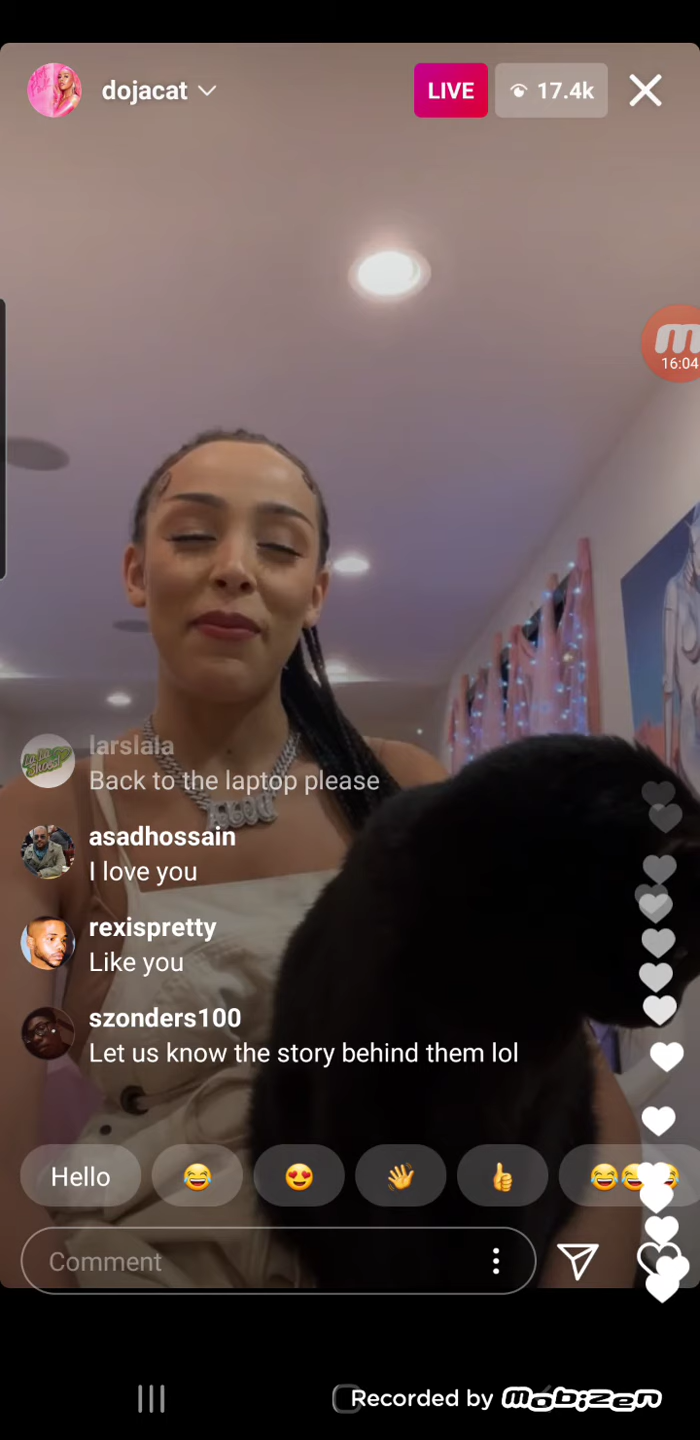 dojacat
LIVE
17.4k
16:04
larslala
Back to the laptop please
asadhossain
I love you
rexispretty
Like you
szonders100
Let us know the story behind them lol
Hello
Comment
Recorded by mobizen